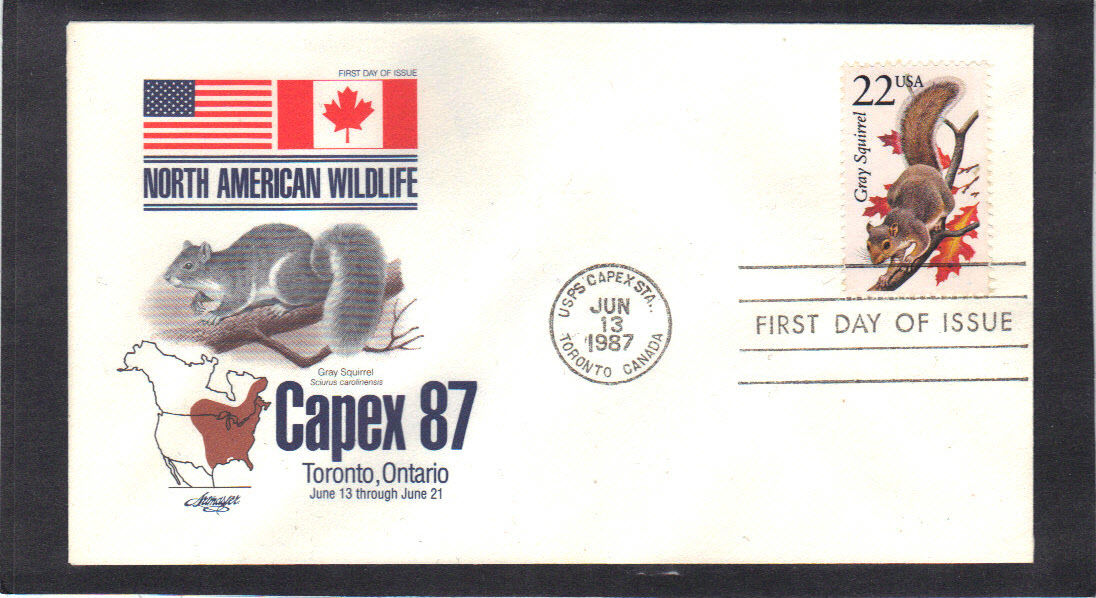 FIRST DAY OF ISSUE
NORTH AMERICAN WILDLIFE
Gray Squirrel
Sciurus carolinensis
Capex 87
Toronto, Ontario
June 13 through June 21
Artmaster
USPS CAPEX STA..
JUN
13
1987
TORONTO CANADA
22 USA
Gray Squirrel
FIRST DAY OF ISSUE